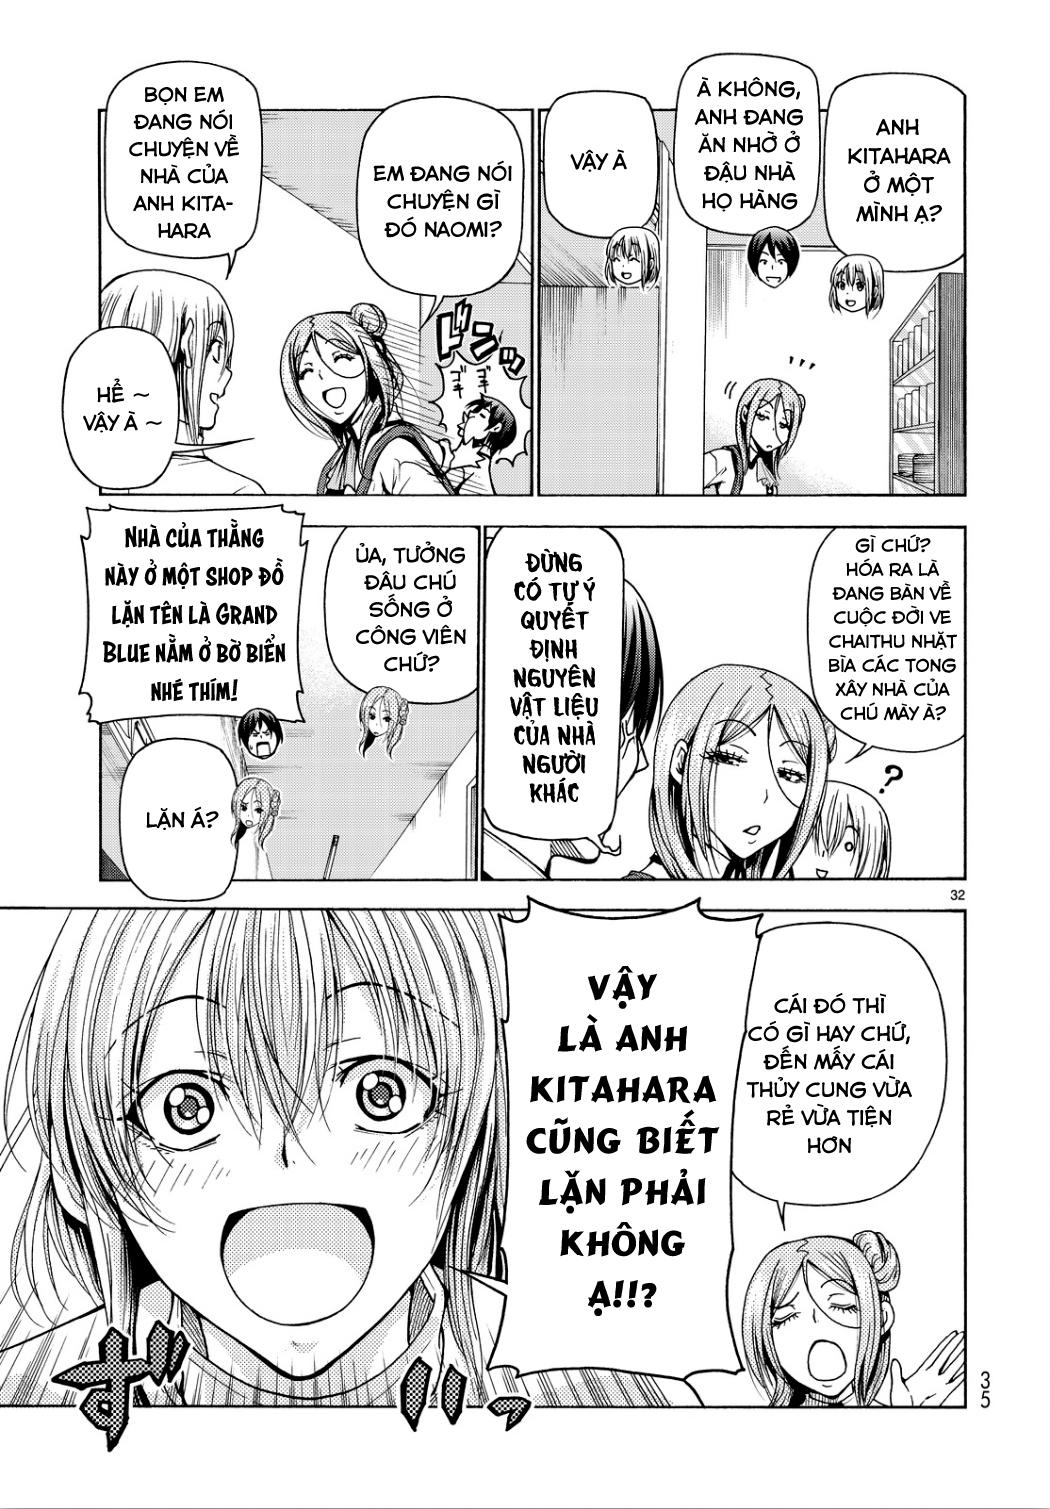 ANH
KITAHARA
Ở MỘT
MÌNH Ạ?
À KHÔNG,
ANH ĐANG
ĂN NHỜ Ở
ĐẬU NHÀ
HỌ HÀNG
VẬY À
EM ĐANG NÓI
CHUYỆN GÌ
ĐÓ NAOMI?
BỌN EM
ĐANG NÓI
CHUYỆN VỀ
NHÀ CỦA
ANH KITA-
HARA
HỂ ~
VẬY À ~
GÌ CHỨ?
HÓA RA LÀ
ĐANG BÀN VỀ
CUỘC ĐỜI VE
CHAITHU NHẶT
BÌA CÁC TONG
XÂY NHÀ CỦA
CHÚ MÀY À?
?
ĐỪNG
CÓ TỰ Ý
QUYẾT
ĐỊNH
NGUYÊN
VẬT LIỆU
CỦA NHÀ
NGƯỜI
KHÁC
ỦA, TƯỞNG
ĐÂU CHÚ
SỐNG Ở
CÔNG VIÊN
CHỨ?
NHÀ CỦA THẰNG
NÀY Ở MỘT SHOP ĐỒ
LẶN TÊN LÀ GRAND
BLUE NẰM Ở BỜ BIỂN
NHÉ THÍM!
LẶN Á?
32
CÁI ĐÓ THÌ
CÓ GÌ HAY CHỨ,
ĐẾN MẤY CÁI
THỦY CUNG VỪA
RẺ VỪA TIỆN
HƠN
VẬY
LÀ ANH
KITAHARA
CŨNG BIẾT
LẶN PHẢI
KHÔNG
Ạ!!?
ずいっ
35